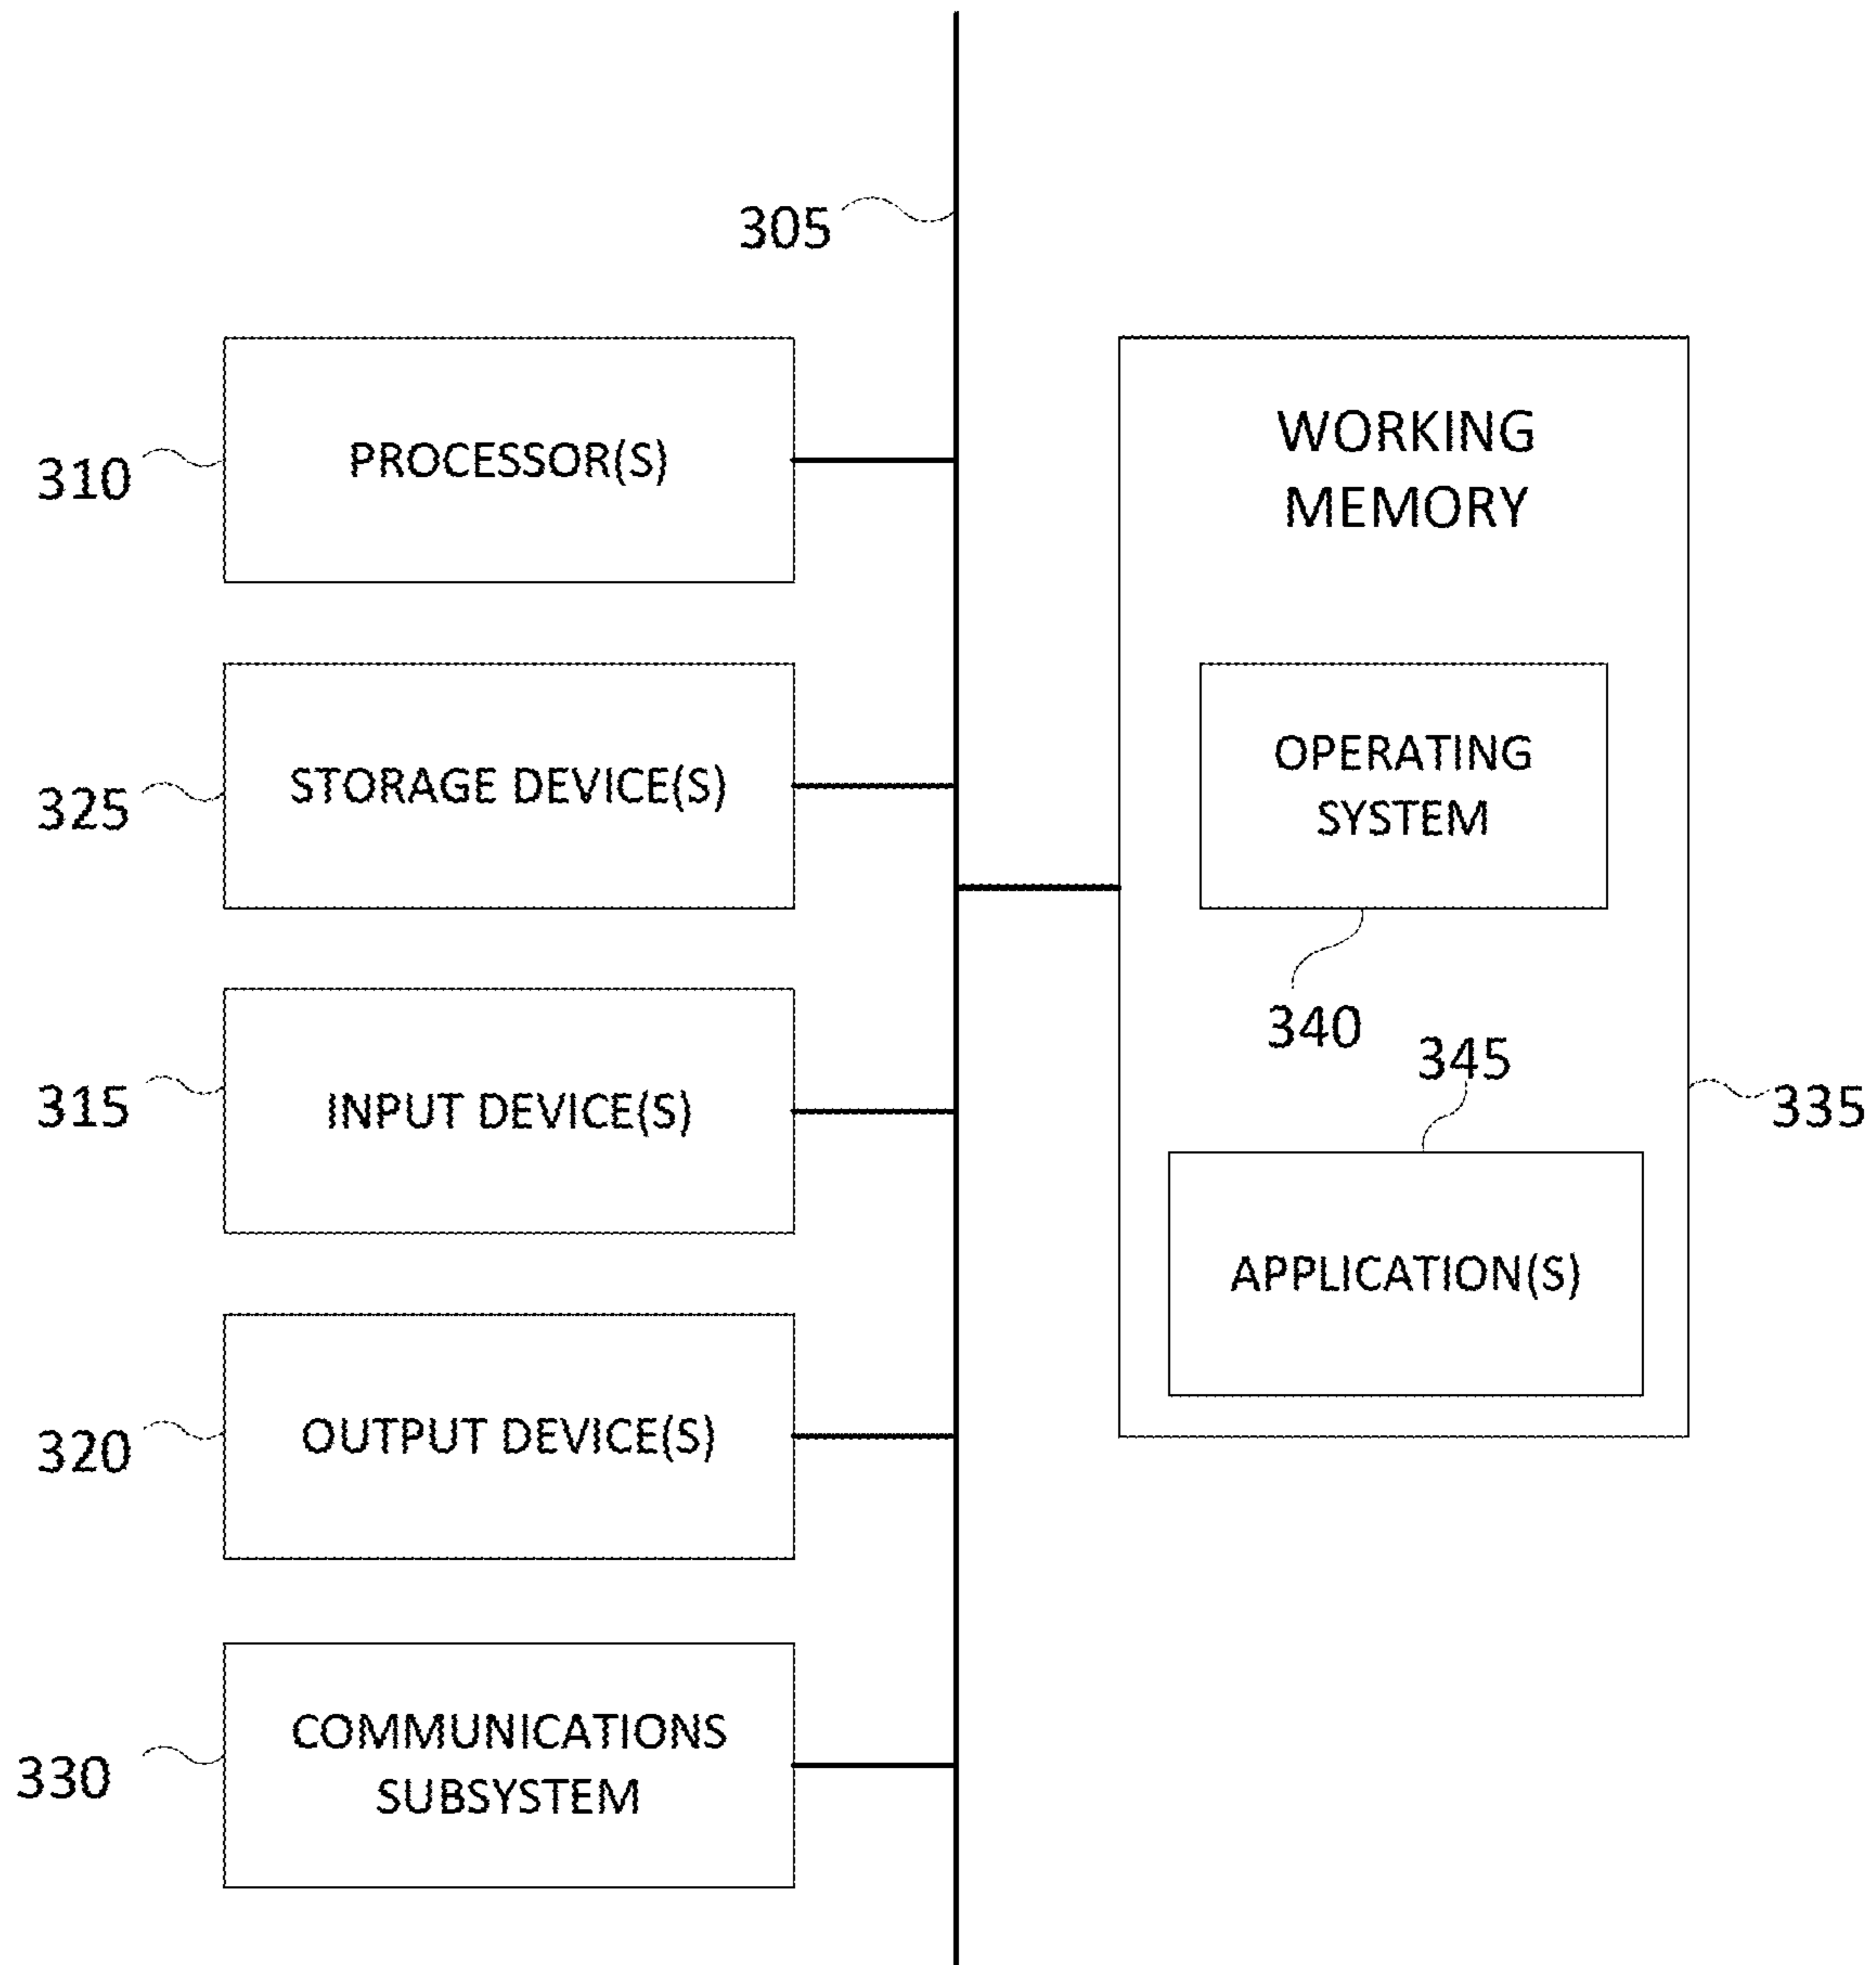 305
310
PROCESSOR(S)
325
STORAGE DEVICE(S)
315
INPUT DEVICE(S)
320
OUTPUT DEVICE(S)
330
COMMUNICATIONS
SUBSYSTEM
WORKING
MEMORY
OPERATING
SYSTEM
340
345
APPLICATION(S)
335